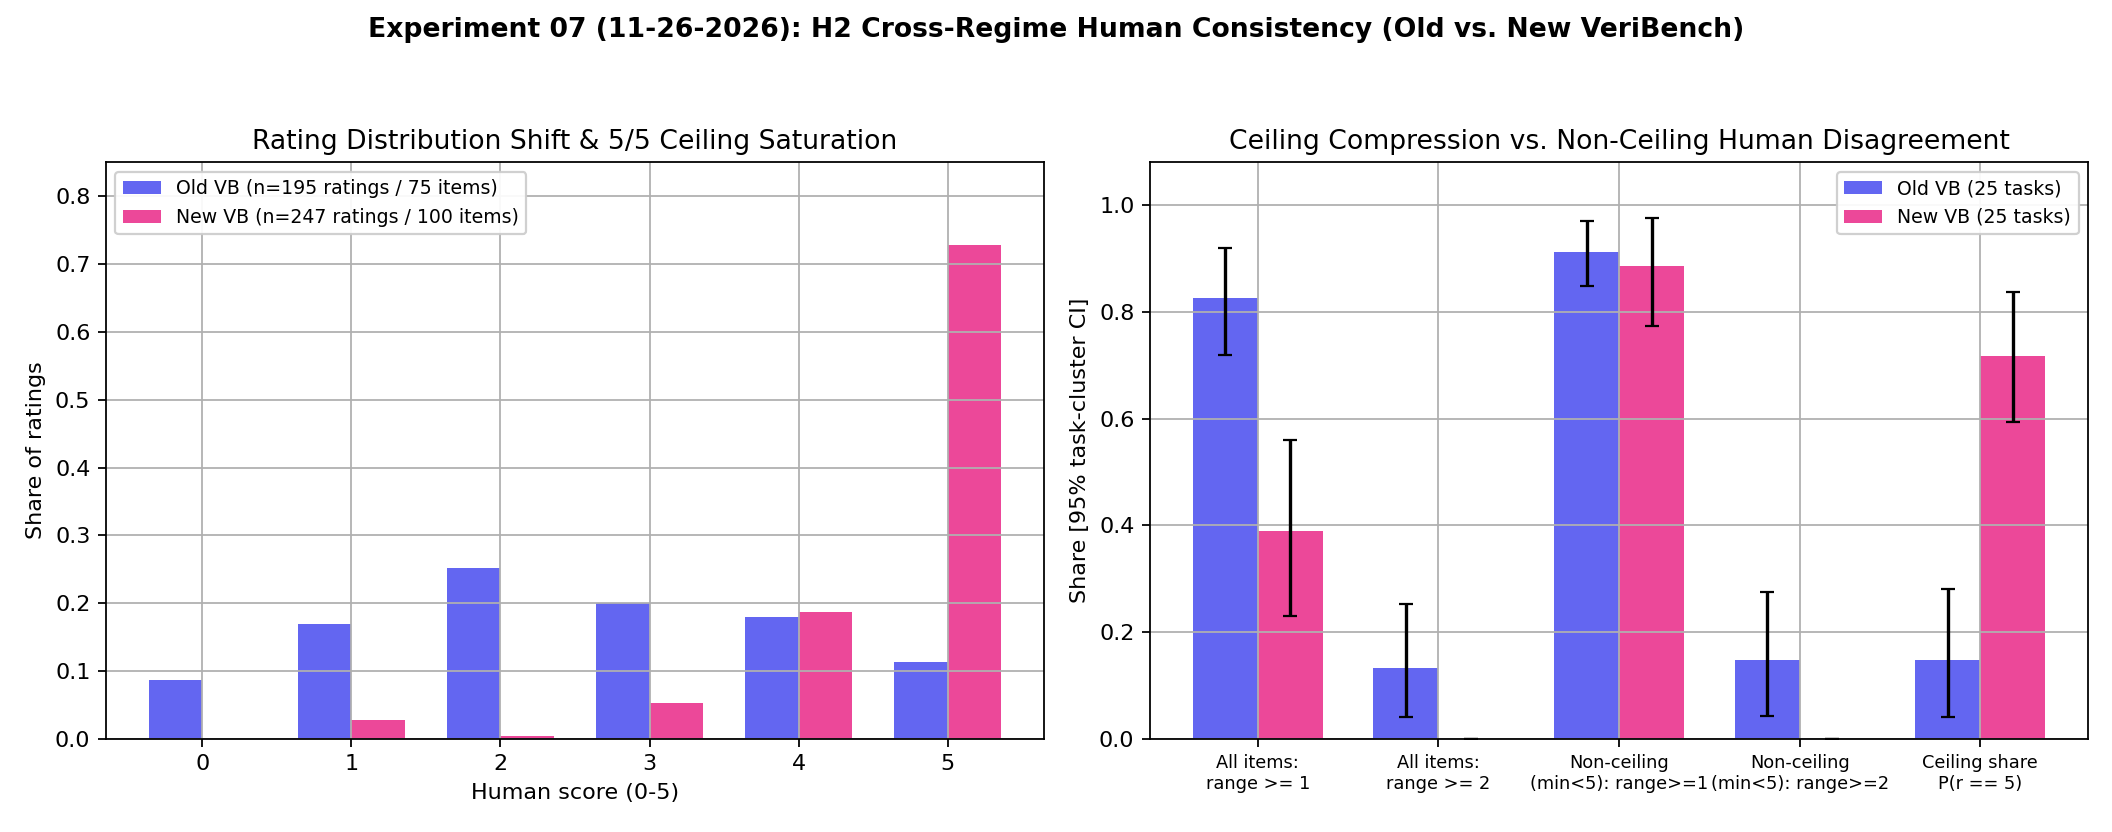 Experiment 07 (11-26-2026): H2 Cross-Regime Human Consistency (Old vs. New VeriBench)
Rating Distribution Shift & 5/5 Ceiling Saturation
Old VB (n=195 ratings / 75 items)
New VB (n=247 ratings / 100 items)
Share of ratings
0.8
0.7
0.6
0.5
0.4
0.3
0.2
0.1
0.0
0 1 2 3 4 5
Human score (0-5)
Ceiling Compression vs. Non-Ceiling Human Disagreement
Old VB (25 tasks)
New VB (25 tasks)
Share [95% task-cluster CI]
1.0
0.8
0.6
0.4
0.2
0.0
All items:
range >= 1
All items:
range >= 2
Non-ceiling
(min<5): range>=1
Non-ceiling
(min<5): range>=2
Ceiling share
P(r == 5)